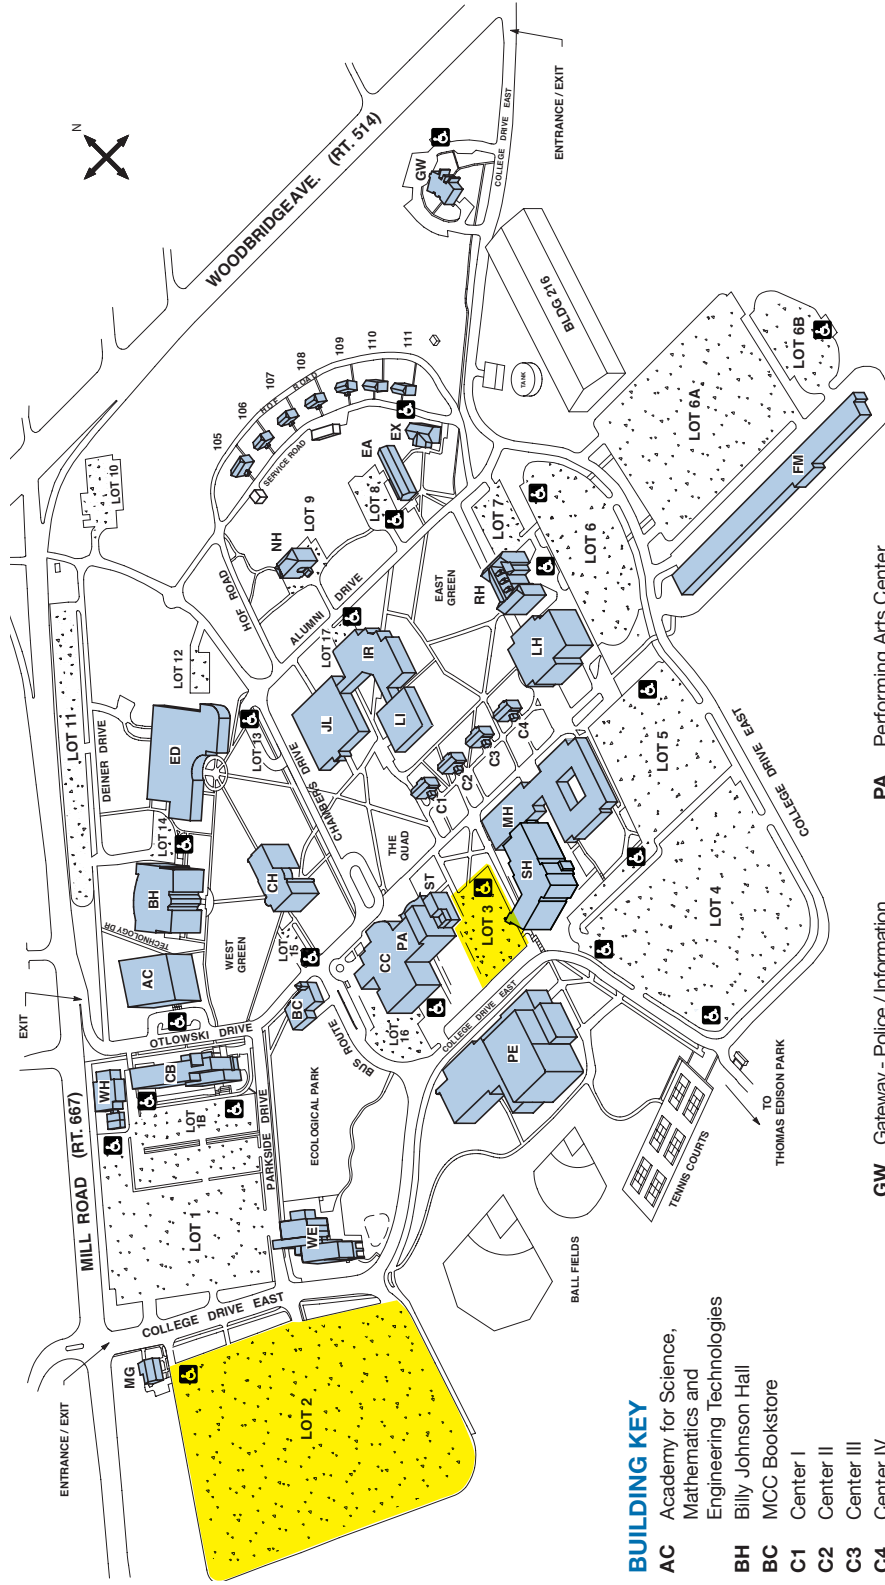 N
WOODBRIDGE AVE. (RT. 514)
ENTRANCE / EXIT
COLLEGE DRIVE EAST
GW
BLDG 216
TANK
LOT 6B
LOT 6A
FM
105
106
107
108
109
110
111
HOF ROAD
SERVICE ROAD
EX
EA
LOT 8
LOT 9
NH
LOT 10
HOF ROAD
ALUMNI DRIVE
LOT 7
LOT 6
RH
EAST
GREEN
LOT 17
IR
JL
LI
LH
LOT 12
LOT 11
DEINER DRIVE
ED
LOT 13
CHAMBERS DRIVE
C1
C2
C3
C4
LOT 5
MH
SH
THE
QUAD
LOT 14
BH
CH
ST
LOT 3
LOT 4
COLLEGE DRIVE EAST
TECHNOLOGY DR
AC
WEST
GREEN
LOT
15
CC
PA
LOT
16
BC
BUS ROUTE
COLLEGE DRIVE EAST
PE
EXIT
OTLOWSKI DRIVE
WH
CB
LOT
1B
PARKSIDE DRIVE
ECOLOGICAL PARK
MILL ROAD (RT. 667)
LOT 1
WE
TO
THOMAS EDISON PARK
TENNIS COURTS
BALL FIELDS
COLLEGE DRIVE EAST
MG
ENTRANCE / EXIT
LOT 2
BUILDING KEY
AC Academy for Science,
Mathematics and
Engineering Technologies
BH Billy Johnson Hall
BC MCC Bookstore
C1 Center I
C2 Center II
C3 Center III
C4 Center IV
GW Gateway - Police / Information
PA Performing Arts Center